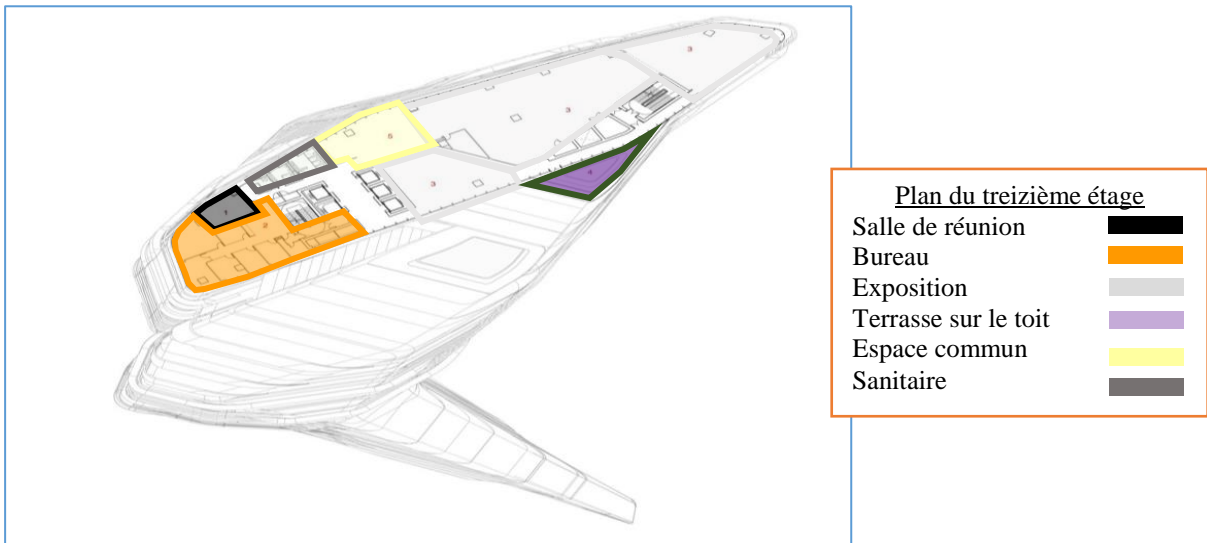 Plan du treizième étage
Salle de réunion
Bureau
Exposition
Terrasse sur le toit
Espace commun
Sanitaire